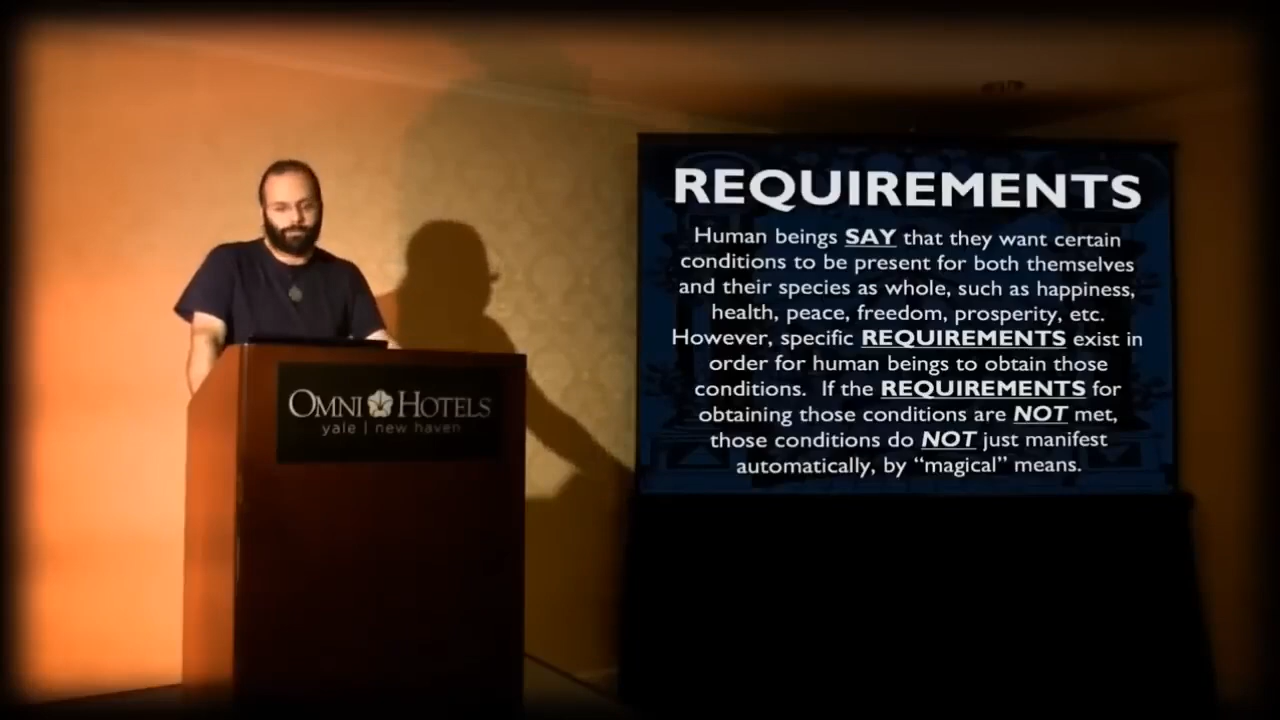 OMNI HOTELS
yale | new haven
REQUIREMENTS
Human beings SAY that they want certain
conditions to be present for both themselves
and their species as whole, such as happiness,
health, peace, freedom, prosperity, etc.
However, specific REQUIREMENTS exist in
order for human beings to obtain those
conditions. If the REQUIREMENTS for
obtaining those conditions are NOT met,
those conditions do NOT just manifest
automatically, by “magical” means.